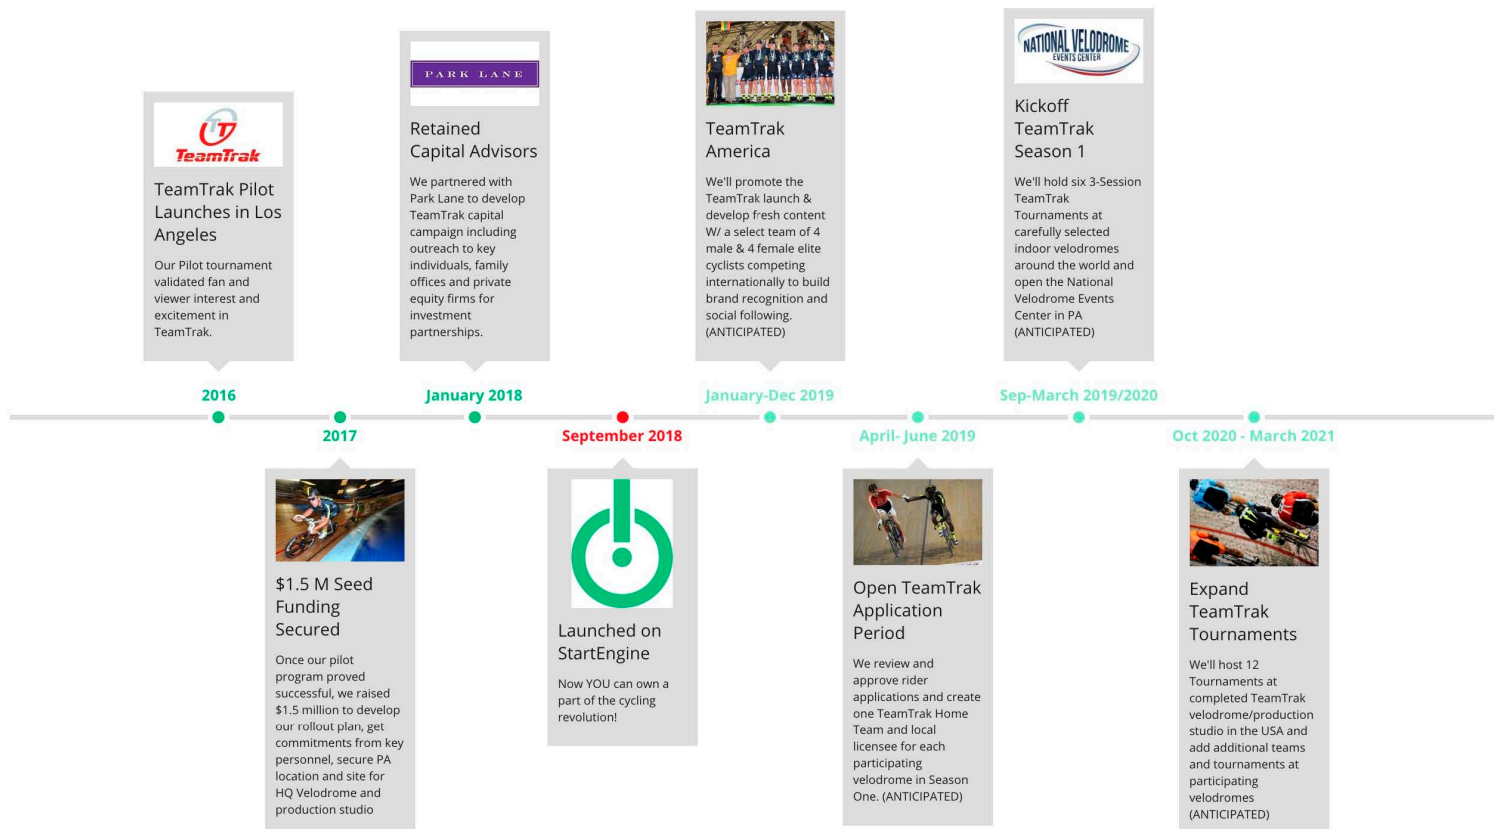 TT
TeamTrak
TeamTrak Pilot
Launches in Los
Angeles
Our Pilot tournament
validated fan and
viewer interest and
excitement in
TeamTrak.
2016
2017
$1.5 M Seed
Funding
Secured
Once our pilot
program proved
successful, we raised
$1.5 million to develop
our rollout plan, get
commitments from key
personnel, secure PA
location and site for
HQ Velodrome and
production studio
PARK LANE
Retained
Capital Advisors
We partnered with
Park Lane to develop
TeamTrak capital
campaign including
outreach to key
individuals, family
offices and private
equity firms for
investment
partnerships.
January 2018
September 2018
Launched on
StartEngine
Now YOU can own a
part of the cycling
revolution!
TeamTrak
America
We'll promote the
TeamTrak launch &
develop fresh content
W/ a select team of 4
male & 4 female elite
cyclists competing
internationally to build
brand recognition and
social following.
(ANTICIPATED)
January-Dec 2019
April- June 2019
Open TeamTrak
Application
Period
We review and
approve rider
applications and create
one TeamTrak Home
Team and local
licensee for each
participating
velodrome in Season
One. (ANTICIPATED)
NATIONAL VELODROME
EVENTS CENTER
Kickoff
TeamTrak
Season 1
We'll hold six 3-Session
TeamTrak
Tournaments at
carefully selected
indoor velodromes
around the world and
open the National
Velodrome Events
Center in PA
(ANTICIPATED)
Sep-March 2019/2020
Oct 2020 - March 2021
Expand
TeamTrak
Tournaments
We'll host 12
Tournaments at
completed TeamTrak
velodrome/production
studio in the USA and
add additional teams
and tournaments at
participating
velodromes
(ANTICIPATED)